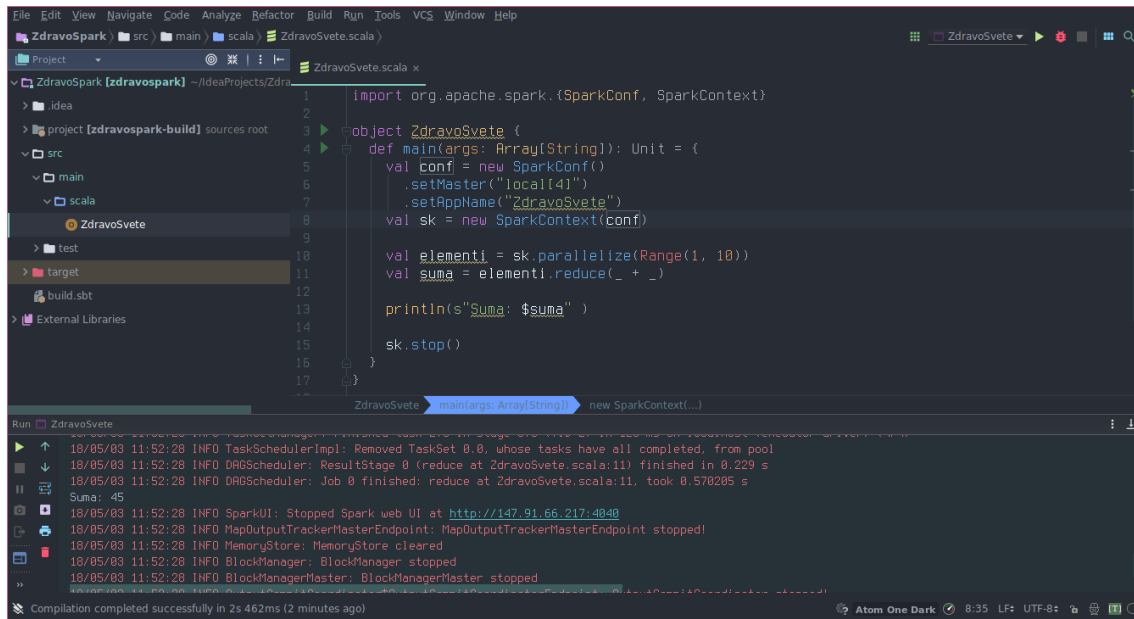 File Edit View Navigate Code Analyze Refactor Build Run Tools VCS Window Help
ZdravoSpark src main scala ZdravoSvete.scala
ZdravoSvete
Project
ZdravoSvete.scala ×
ZdravoSpark [zdravospark] ~/IdeaProjects/Zdra
.idea
project [zdravospark-build] sources root
src
main
scala
ZdravoSvete
test
target
build.sbt
External Libraries
1 import org.apache.spark.{SparkConf, SparkContext}
2
3 object ZdravoSvete {
4 def main(args: Array[String]): Unit = {
5 val conf = new SparkConf()
6 .setMaster("local[4]")
7 .setAppName("ZdravoSvete")
8 val sk = new SparkContext(conf)
9
10 val elementi = sk.parallelize(Range(1, 10))
11 val suma = elementi.reduce(_ + _)
12
13 println(s"Suma: $suma" )
14
15 sk.stop()
16 }
17 }
ZdravoSvete main(args: Array[String]) new SparkContext(...)
Run ZdravoSvete
18/05/03 11:52:28 INFO TaskSchedulerImpl: Removed TaskSet 0.0, whose tasks have all completed, from pool
18/05/03 11:52:28 INFO DAGScheduler: ResultStage 0 (reduce at ZdravoSvete.scala:11) finished in 0.229 s
18/05/03 11:52:28 INFO DAGScheduler: Job 0 finished: reduce at ZdravoSvete.scala:11, took 0.570205 s
Suma: 45
18/05/03 11:52:28 INFO SparkUI: Stopped Spark web UI at http://147.91.66.217:4040
18/05/03 11:52:28 INFO MapOutputTrackerMasterEndpoint: MapOutputTrackerMasterEndpoint stopped!
18/05/03 11:52:28 INFO MemoryStore: MemoryStore cleared
18/05/03 11:52:28 INFO BlockManager: BlockManager stopped
18/05/03 11:52:28 INFO BlockManagerMaster: BlockManagerMaster stopped
18/05/03 11:52:28 INFO OutputCommitCoordinator$OutputCommitCoordinatorEndpoint: OutputCommitCoordinator stopped!
Compilation completed successfully in 2s 462ms (2 minutes ago)
Atom One Dark 8:35 LF UTF-8